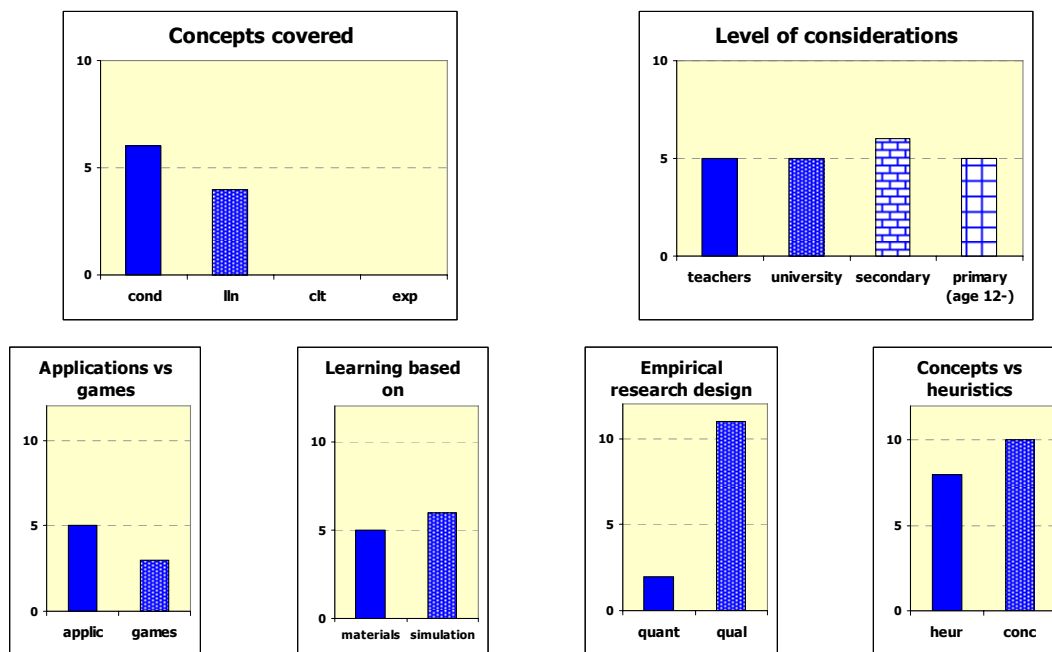 Concepts covered
10
5
0
cond lln clt exp
Level of considerations
10
5
0
teachers university secondary primary
(age 12-)
Applications vs
games
10
5
0
applic games
Learning based
on
10
5
0
materials simulation
Empirical
research design
10
5
0
quant qual
Concepts vs
heuristics
10
5
0
heur conc